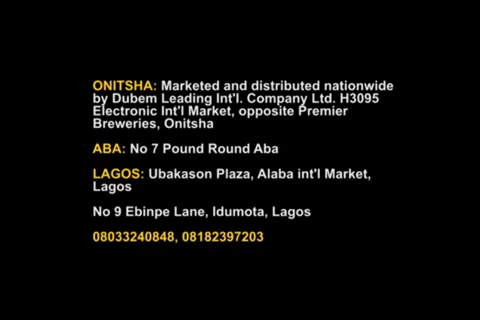 ONITSHA: Marketed and distributed nationwide
by Dubem Leading Int'l. Company Ltd. H3095
Electronic Int'l Market, opposite Premier
Breweries, Onitsha
ABA: No 7 Pound Round Aba
LAGOS: Ubakason Plaza, Alaba int'l Market,
Lagos
No 9 Ebinpe Lane, Idumota, Lagos
08033240848, 08182397203